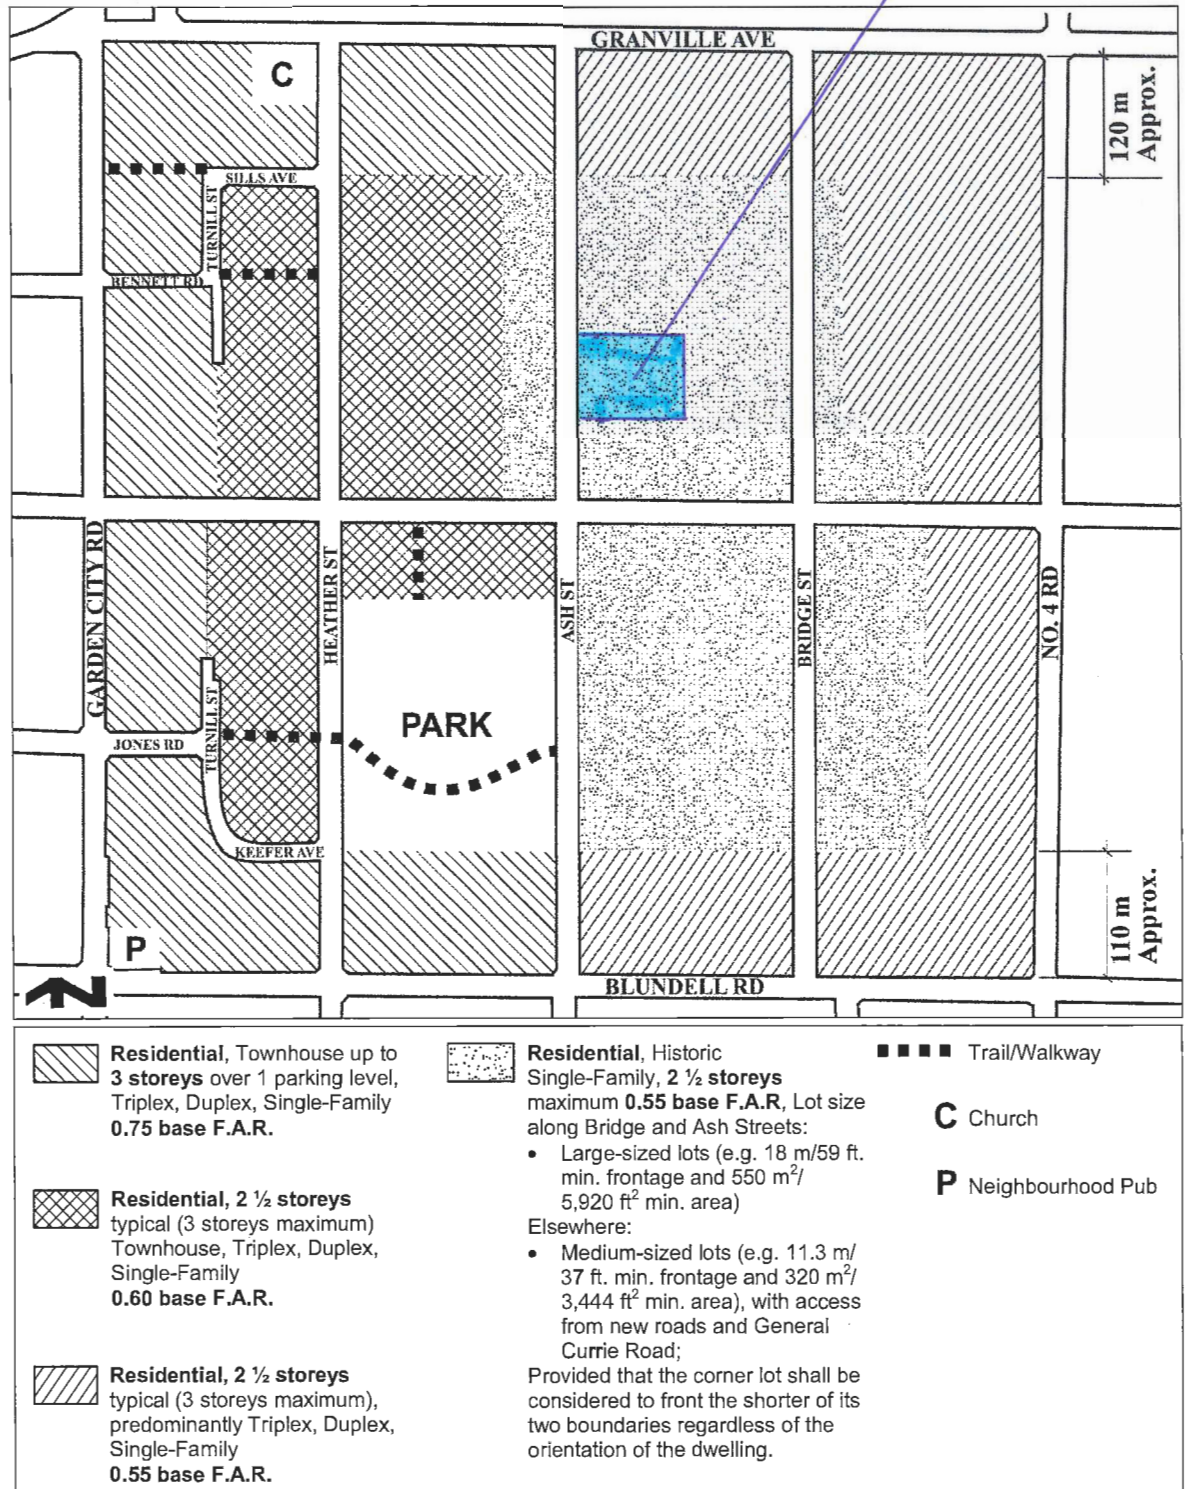 GRANVILLE AVE
C
120 m
Approx.
SILLS AVE
TURNILL ST
BENNETT RD
GARDEN CITY RD
HEATHER ST
ASH ST
BRIDGE ST
NO. 4 RD
PARK
TURNILL ST
JONES RD
KEEFER AVE
P
110 m
Approx.
N
BLUNDELL RD
Residential, Townhouse up to
3 storeys over 1 parking level,
Triplex, Duplex, Single-Family
0.75 base F.A.R.
Residential, 2 ½ storeys
typical (3 storeys maximum)
Townhouse, Triplex, Duplex,
Single-Family
0.60 base F.A.R.
Residential, 2 ½ storeys
typical (3 storeys maximum),
predominantly Triplex, Duplex,
Single-Family
0.55 base F.A.R.
Residential, Historic
Single-Family, 2 ½ storeys
maximum 0.55 base F.A.R, Lot size
along Bridge and Ash Streets:
• Large-sized lots (e.g. 18 m/59 ft.
min. frontage and 550 m²/
5,920 ft² min. area)
Elsewhere:
• Medium-sized lots (e.g. 11.3 m/
37 ft. min. frontage and 320 m²/
3,444 ft² min. area), with access
from new roads and General
Currie Road;
Provided that the corner lot shall be
considered to front the shorter of its
two boundaries regardless of the
orientation of the dwelling.
Trail/Walkway
C Church
P Neighbourhood Pub